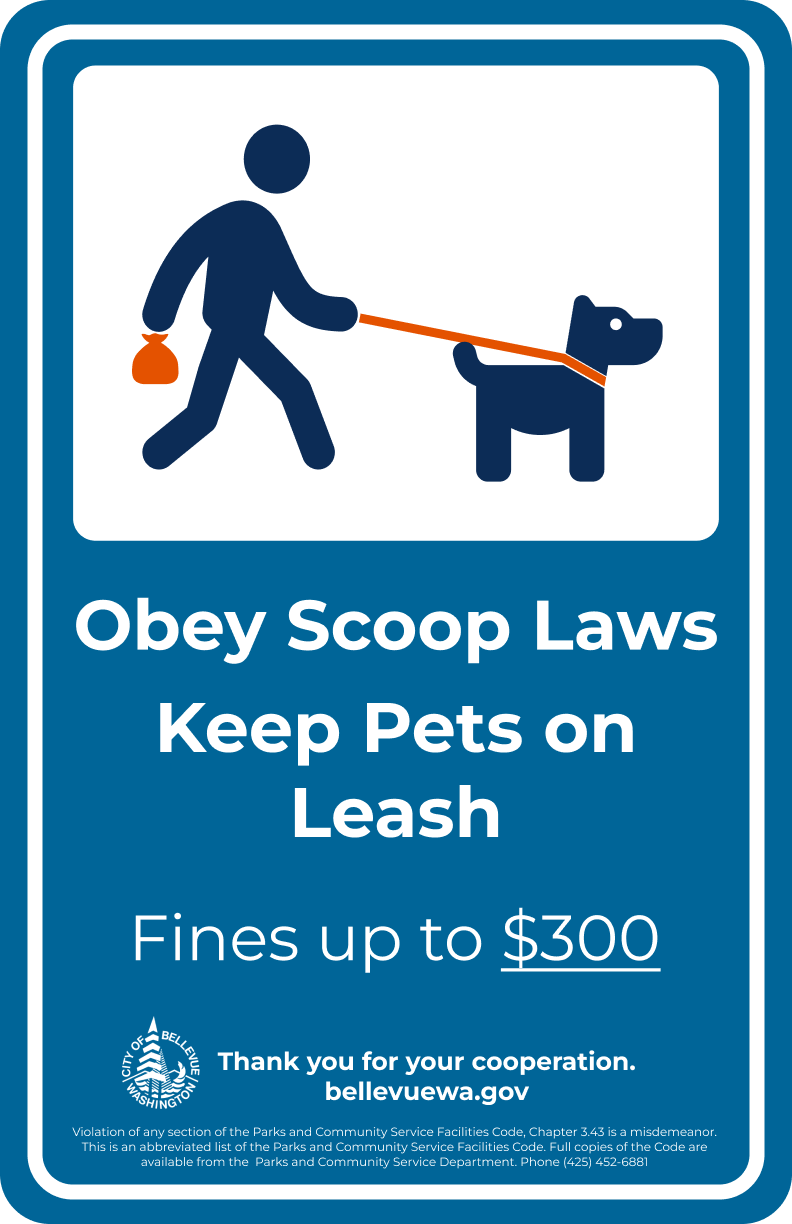 Obey Scoop Laws
Keep Pets on
Leash
Fines up to $300
CITY OF BELLEVUE
WASHINGTON
Thank you for your cooperation.
bellevuewa.gov
Violation of any section of the Parks and Community Service Facilities Code, Chapter 3.43 is a misdemeanor.
This is an abbreviated list of the Parks and Community Service Facilities Code. Full copies of the Code are
available from the  Parks and Community Service Department. Phone (425) 452-6881